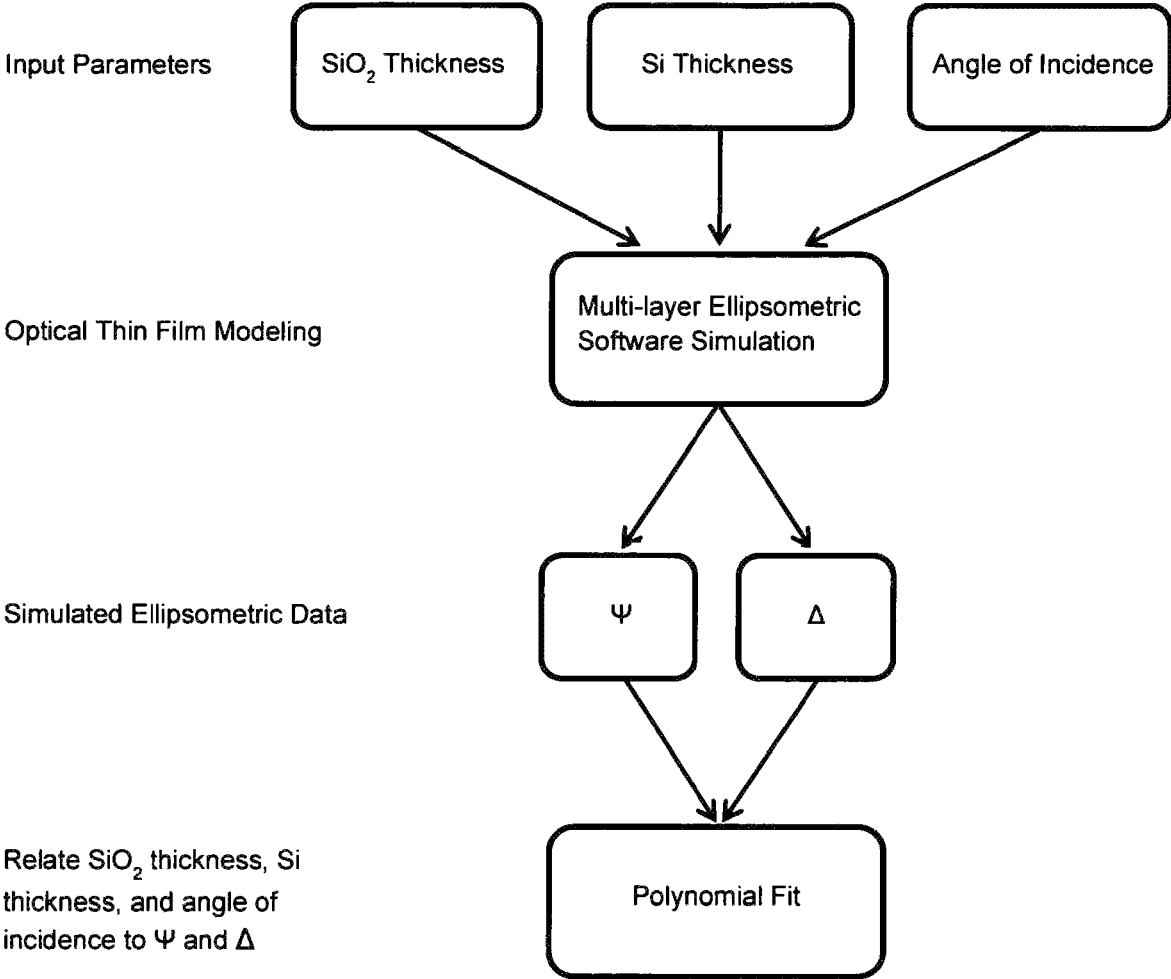 Input Parameters
SiO₂ Thickness
Si Thickness
Angle of Incidence
Optical Thin Film Modeling
Multi-layer Ellipsometric
Software Simulation
Simulated Ellipsometric Data
Ψ
Δ
Relate SiO₂ thickness, Si
thickness, and angle of
incidence to Ψ and Δ
Polynomial Fit